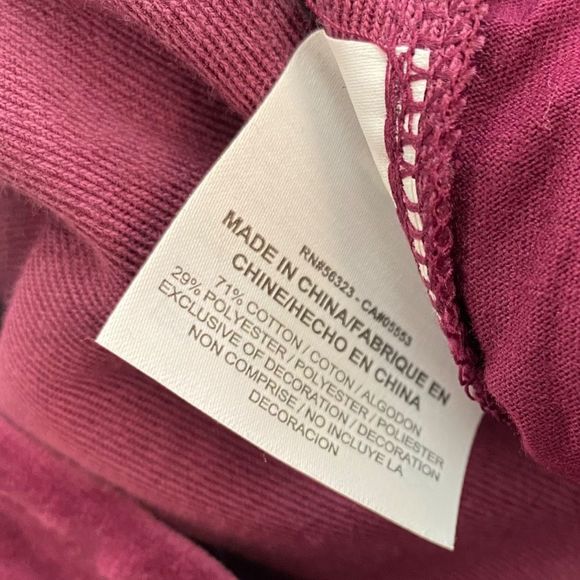 RN#56323 - CA#05553
MADE IN CHINA/FABRIQUE EN
CHINE/HECHO EN CHINA
71% COTTON / COTON / ALGODON
29% POLYESTER / POLYESTER / POLIESTER
EXCLUSIVE OF DECORATION / DECORATION
NON COMPRISE / NO INCLUYE LA
DECORACION